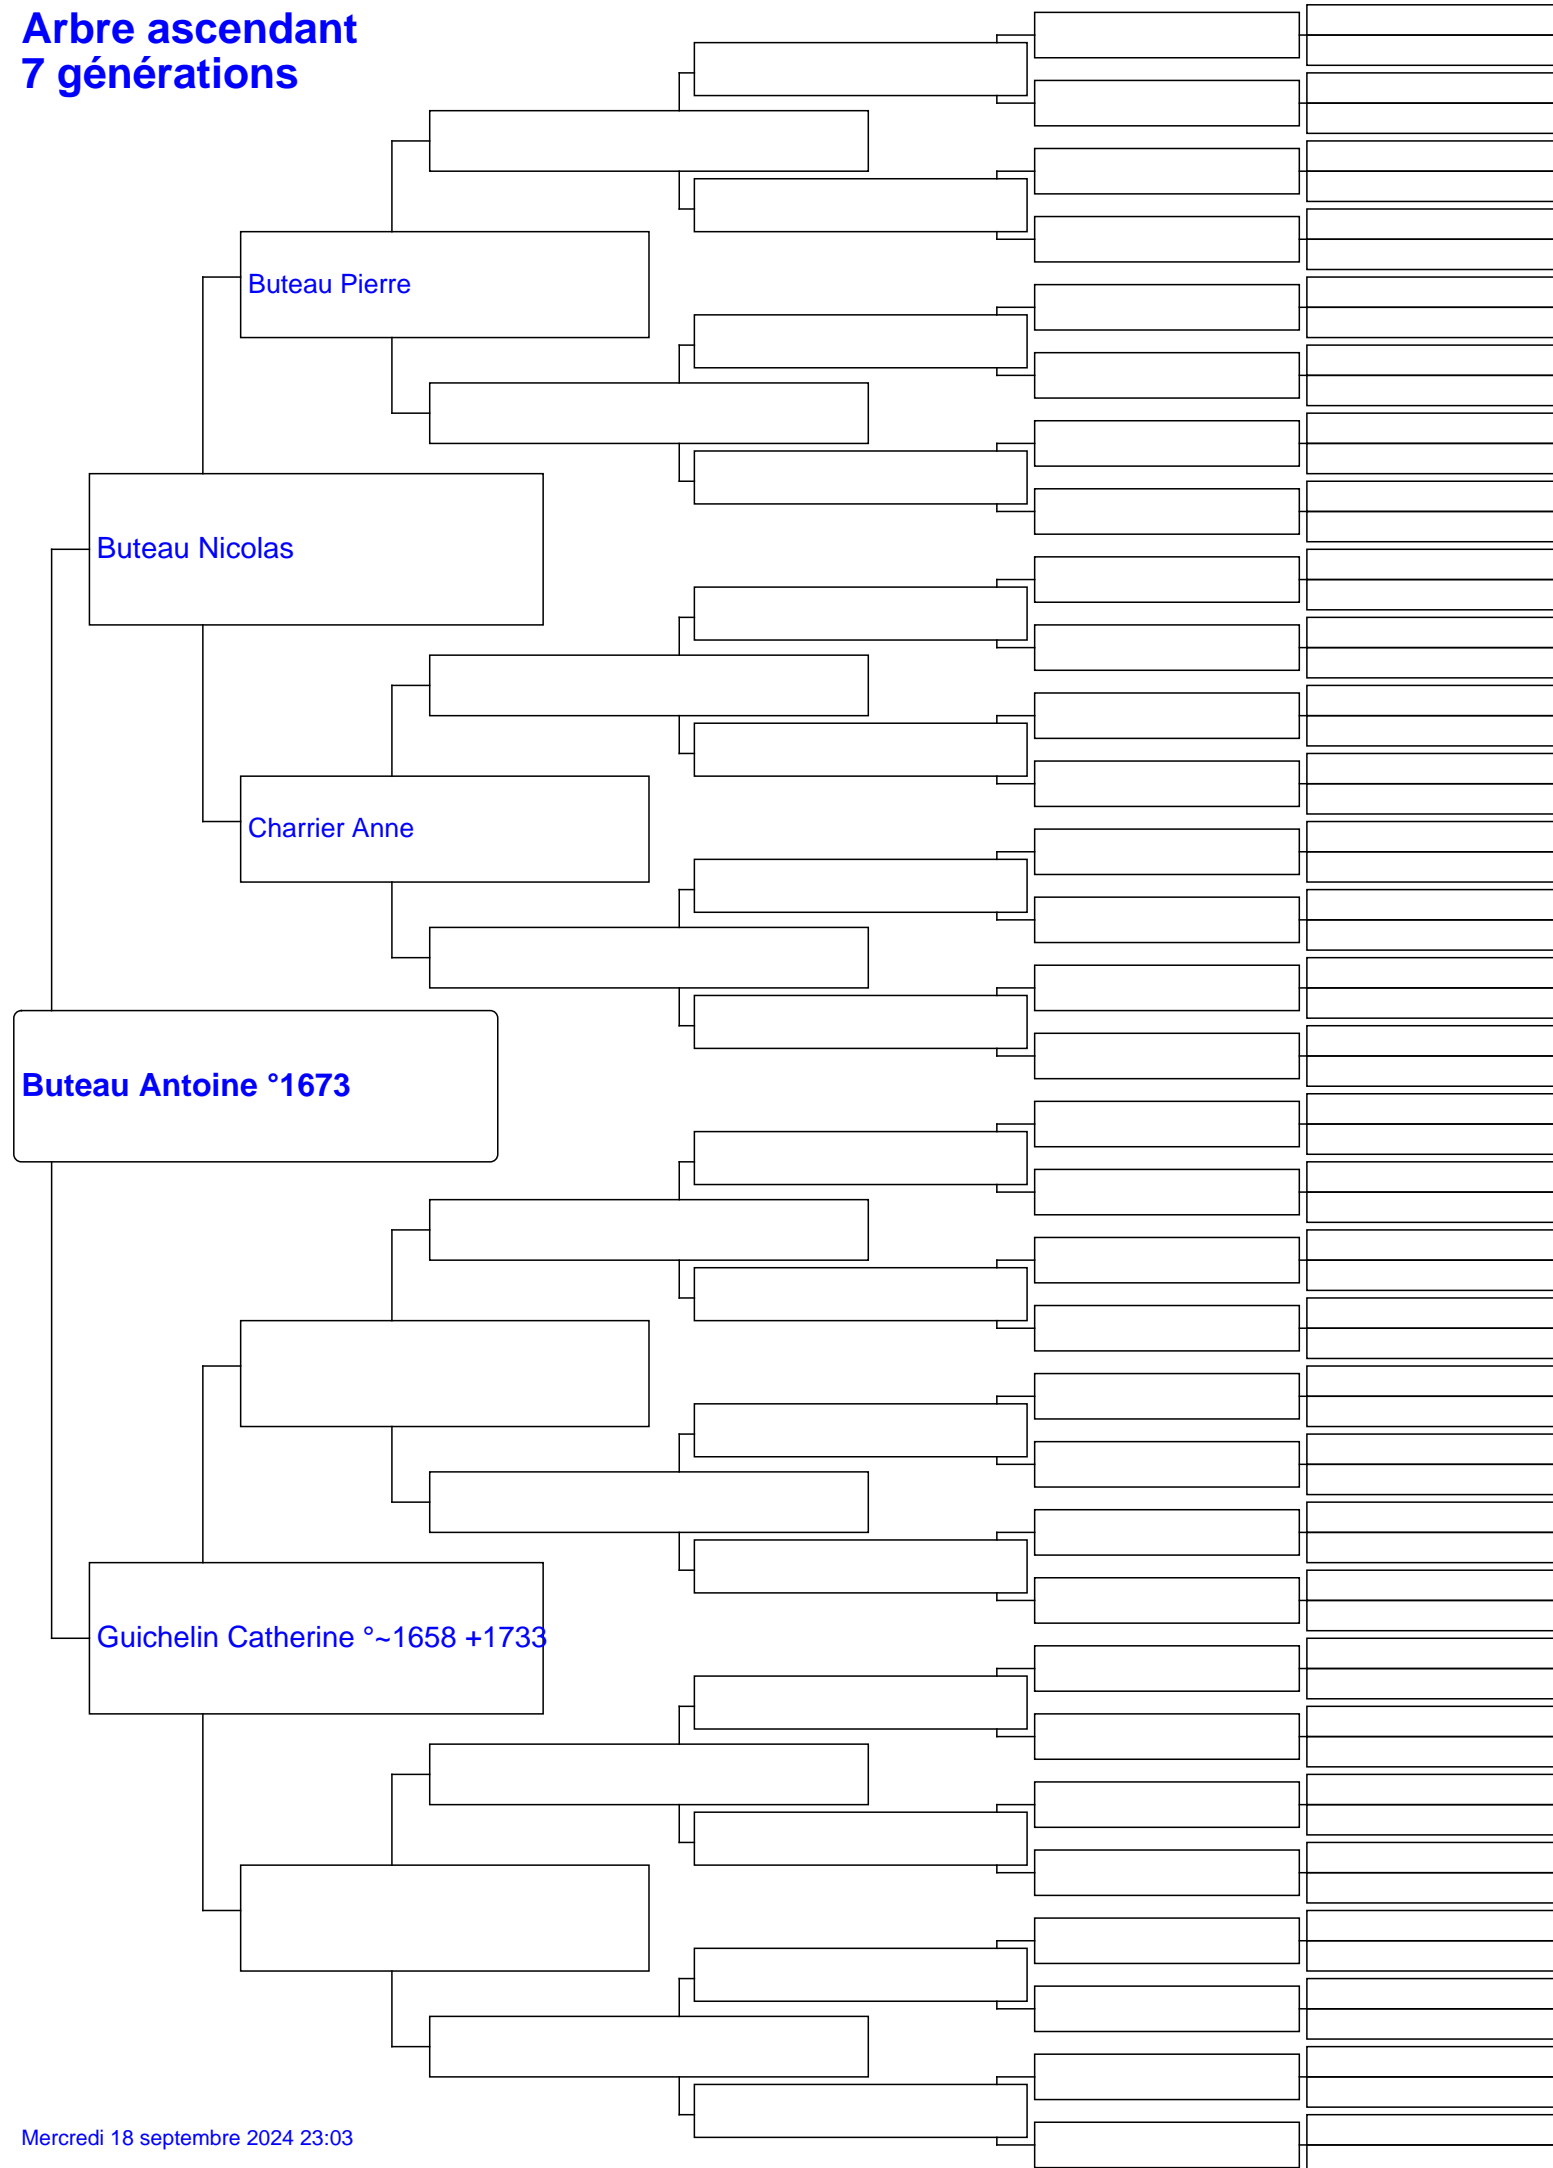 Arbre ascendant
7 générations
Buteau Pierre
Buteau Nicolas
Charrier Anne
Buteau Antoine °1673
Guichelin Catherine °~1658 +1733
Mercredi 18 septembre 2024 23:03